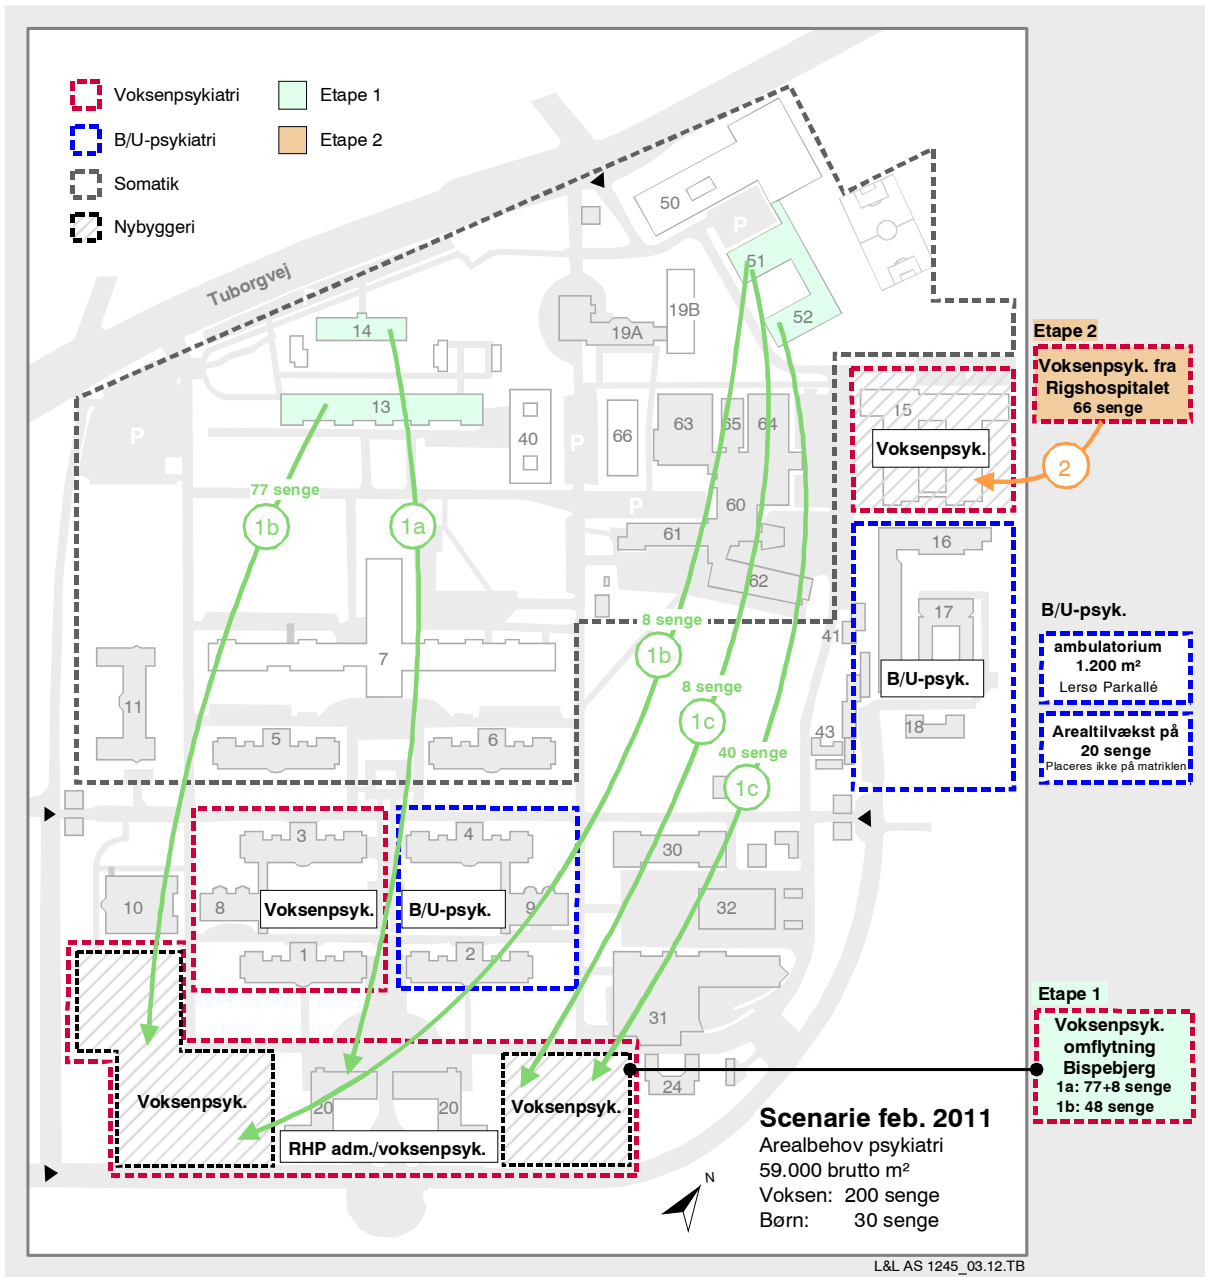 Voksenpsykiatri
Etape 1
B/U-psykiatri
Etape 2
Somatik
Nybyggeri
Tuborgvej
50
P
51
52
19B
19A
14
13
15
P
40
P
66
63
65
64
Etape 2
Voksenpsyk. fra
Rigshospitalet
66 senge
2
Voksenpsyk.
77 senge
1b
1a
P
60
61
62
16
17
41
B/U-psyk.
18
43
B/U-psyk.
ambulatorium
1.200 m²
Lersø Parkallé
Arealtilvækst på
20 senge
Placeres ikke på matriklen
8 senge
1b
8 senge
1c
40 senge
1c
7
11
5
6
3
4
30
10
8
Voksenpsyk.
B/U-psyk.
9
32
1
2
31
24
20
20
Voksenpsyk.
Voksenpsyk.
RHP adm./voksenpsyk.
Etape 1
Voksenpsyk.
omflytning
Bispebjerg
1a: 77+8 senge
1b: 48 senge
Scenarie feb. 2011
Arealbehov psykiatri
59.000 brutto m²
Voksen: 200 senge
Børn: 30 senge
N
L&L AS 1245_03.12.TB